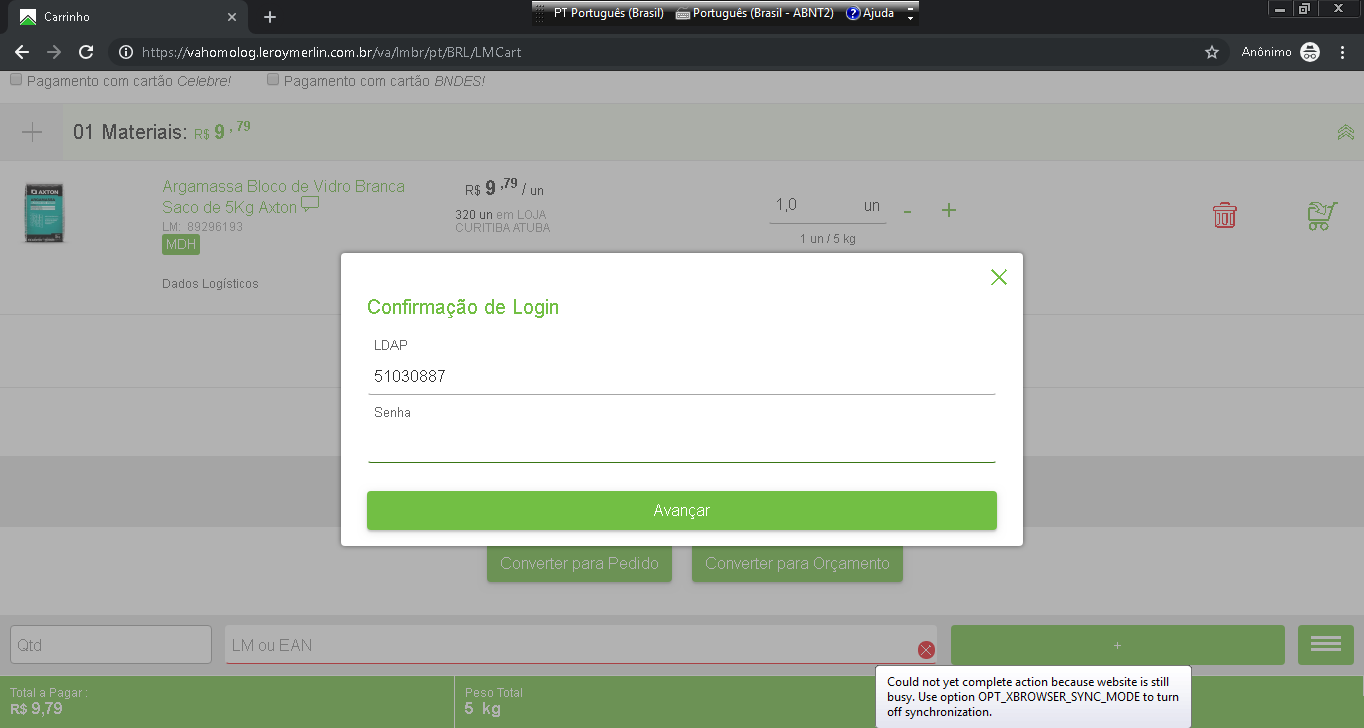 Carrinho
PT Português (Brasil) Português (Brasil - ABNT2) ? Ajuda
https://vahomolog.leroymerlin.com.br/va/lmbr/pt/BRL/LMCart
Anônimo
Pagamento com cartão Celebre! Pagamento com cartão BNDES!
01 Materiais: R$ 9,79
AXTON
Argamassa Bloco de Vidro Branca
Saco de 5Kg Axton
LM: 89296193
MDH
Dados Logísticos
R$ 9,79 / un
320 un em LOJA
CURITIBA ATUBA
1,0 un - +
1 un / 5 kg
Confirmação de Login
LDAP
51030887
Senha
Avançar
Converter para Pedido Converter para Orçamento
Qtd LM ou EAN +
Total a Pagar :
R$ 9,79
Peso Total
5 kg
Could not yet complete action because website is still
busy. Use option OPT_XBROWSER_SYNC_MODE to turn
off synchronization.